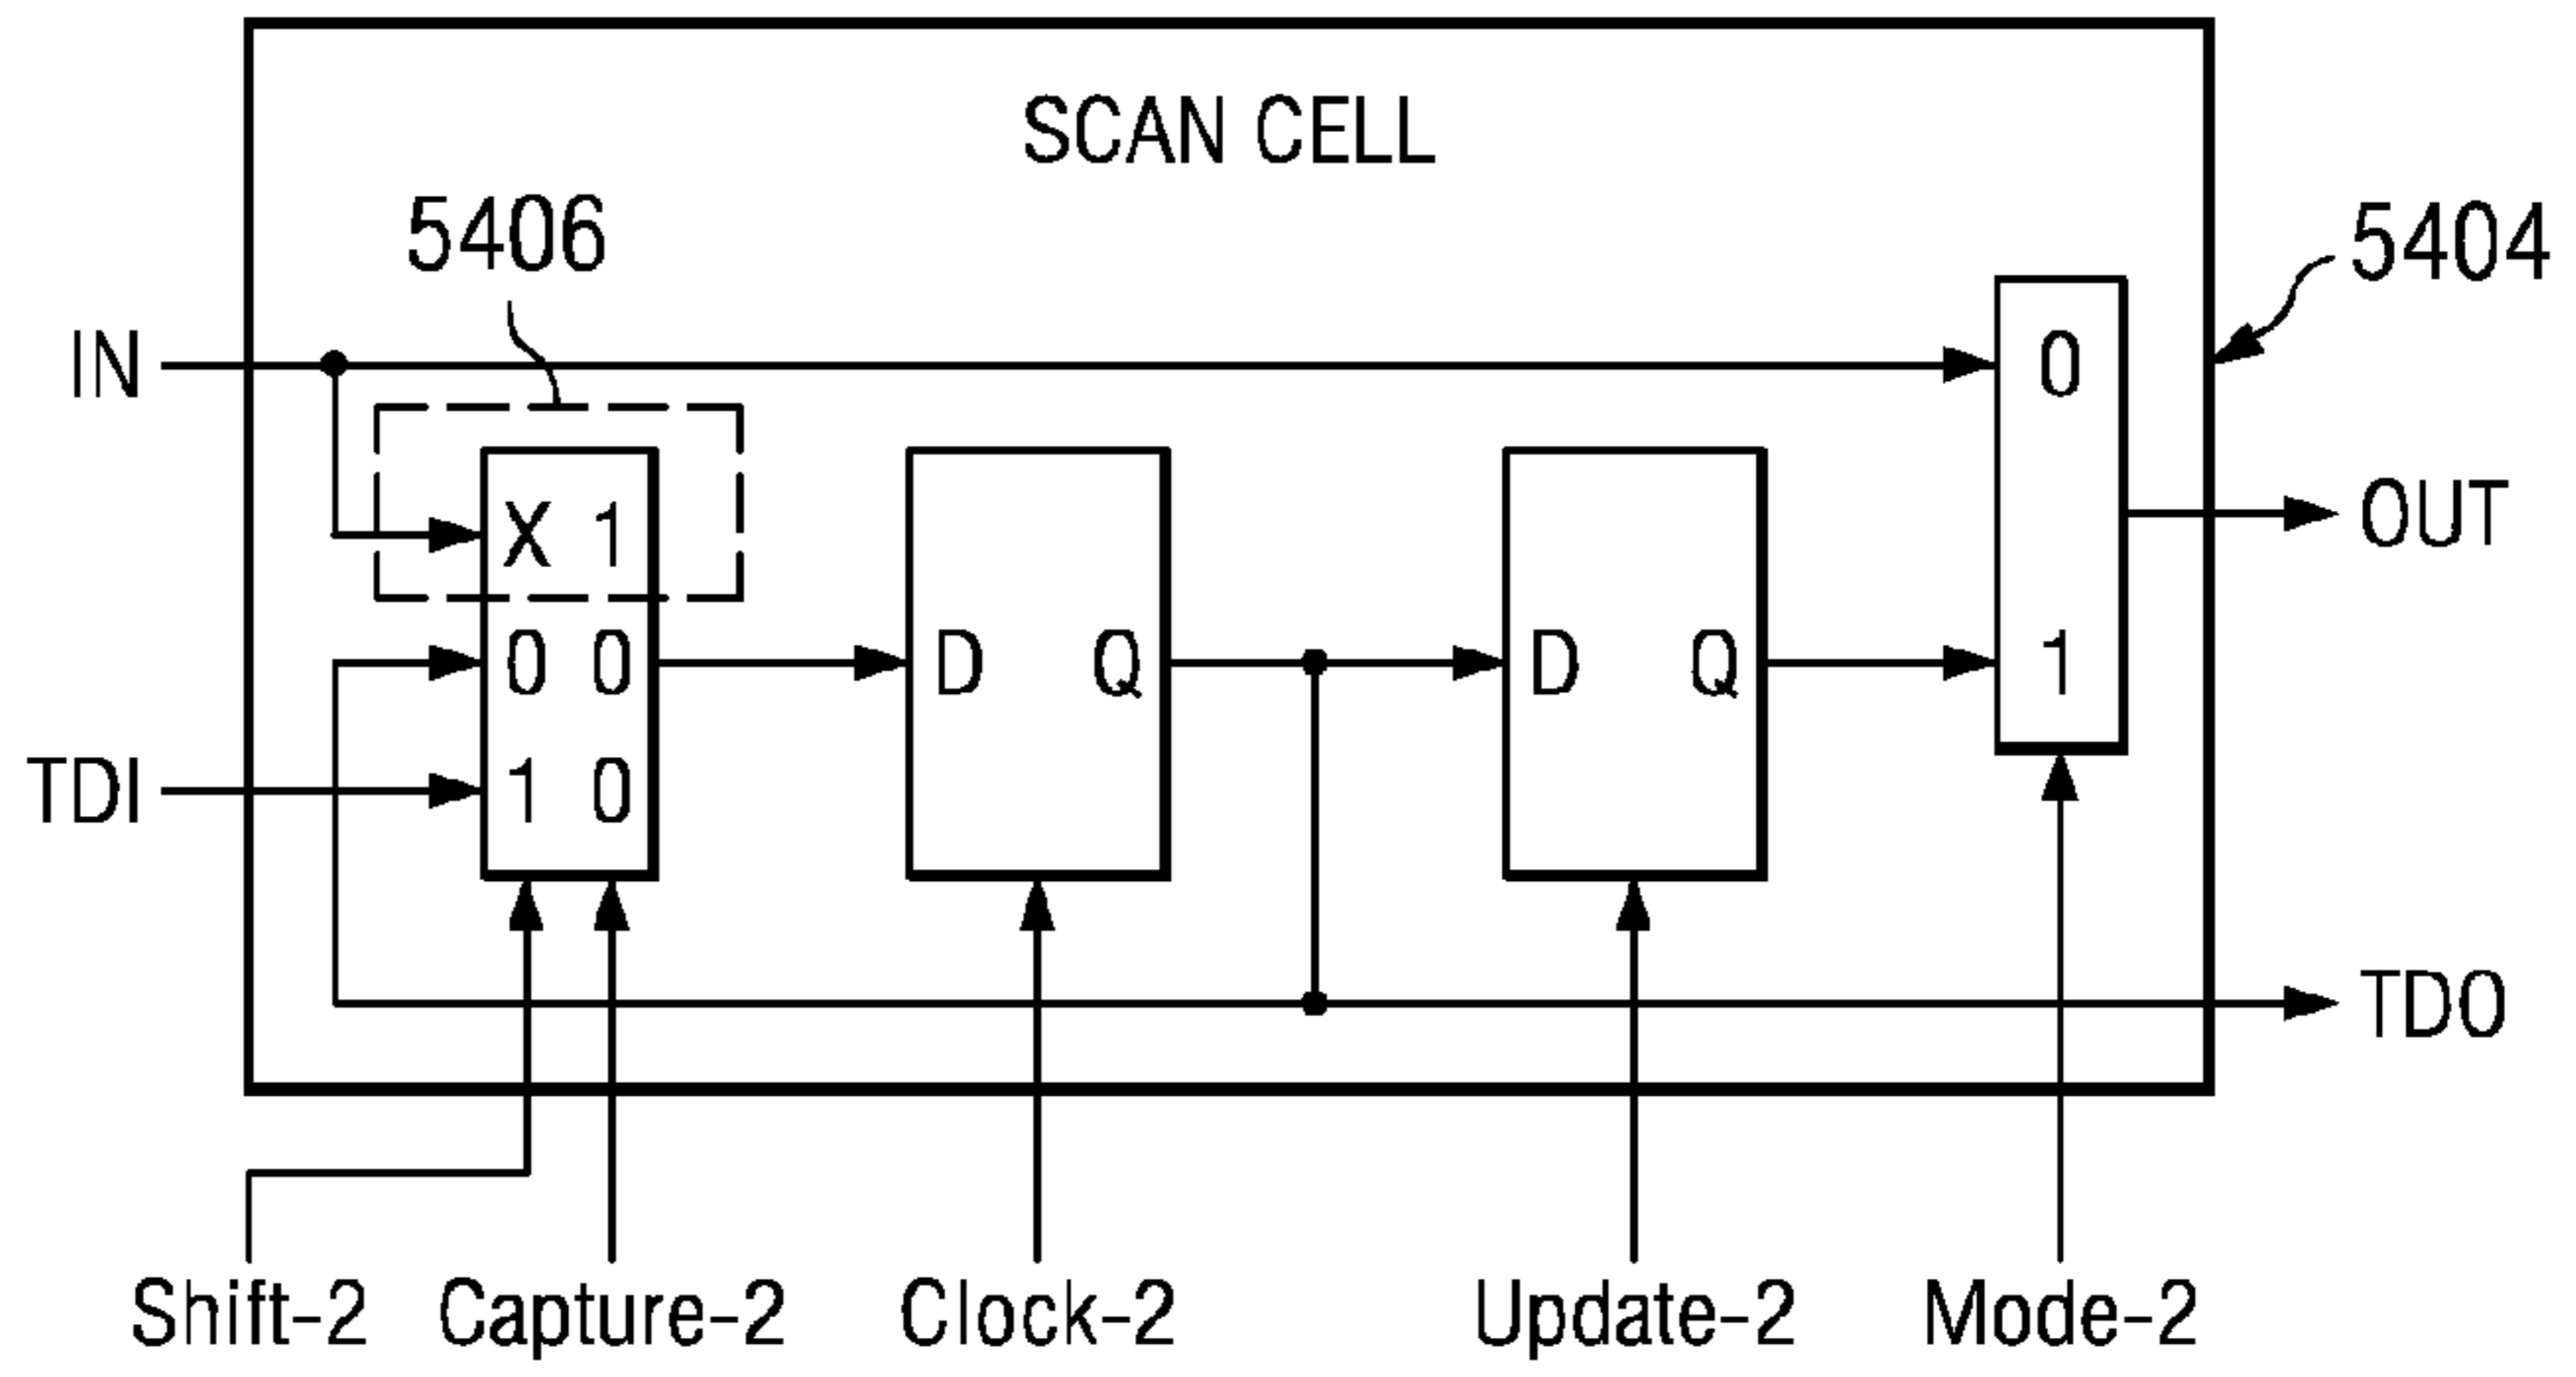 SCAN CELL
5406
5404
IN
0
X 1
OUT
0 0
D Q
D Q
1
TDI
1 0
TDO
Shift-2 Capture-2 Clock-2 Update-2 Mode-2